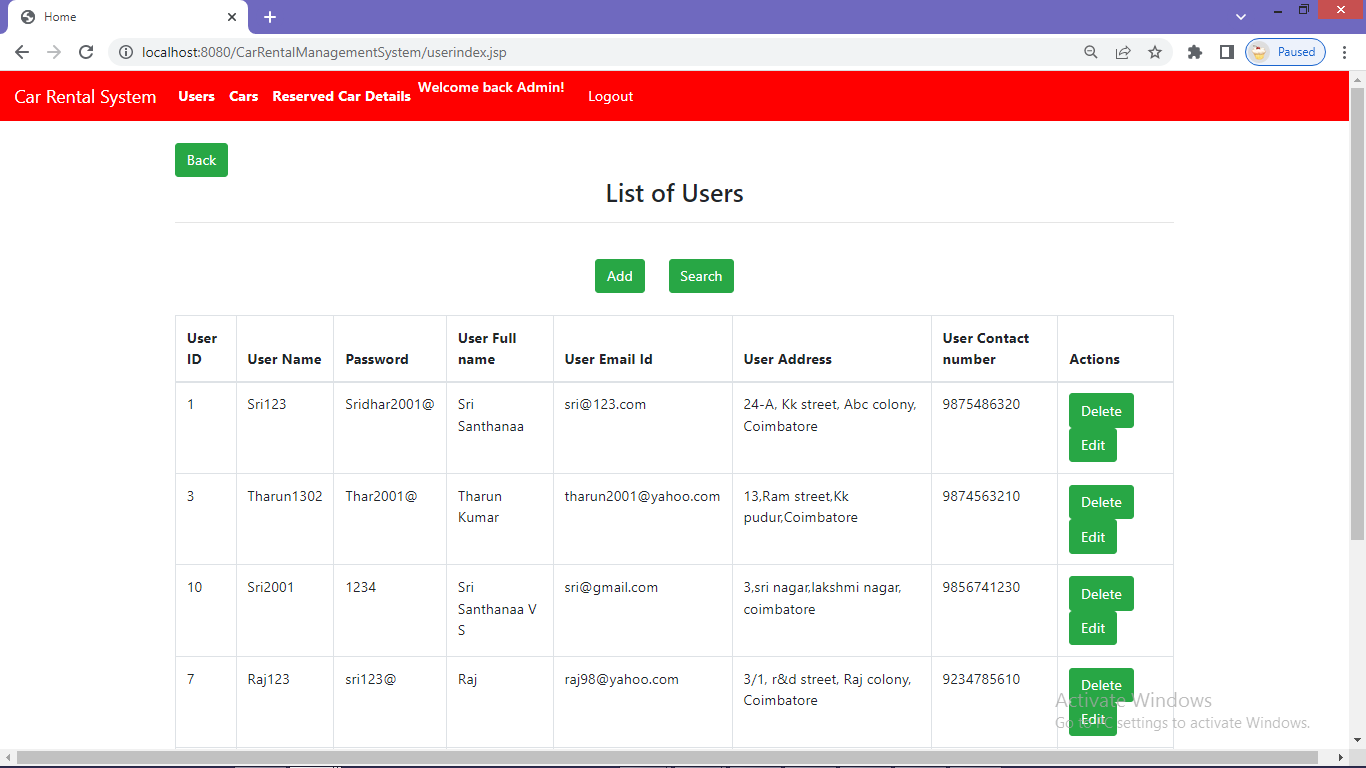 Home
localhost:8080/CarRentalManagementSystem/userindex.jsp
Paused
Car Rental System Users Cars Reserved Car Details Welcome back Admin! Logout
Back
List of Users
Add Search
User ID User Name Password User Full name User Email Id User Address User Contact number Actions
1 Sri123 Sridhar2001@ Sri Santhanaa sri@123.com 24-A, Kk street, Abc colony, Coimbatore 9875486320 Delete Edit
3 Tharun1302 Thar2001@ Tharun Kumar tharun2001@yahoo.com 13,Ram street,Kk pudur,Coimbatore 9874563210 Delete Edit
10 Sri2001 1234 Sri Santhanaa V S sri@gmail.com 3,sri nagar,lakshmi nagar, coimbatore 9856741230 Delete Edit
7 Raj123 sri123@ Raj raj98@yahoo.com 3/1, r&d street, Raj colony, Coimbatore 9234785610 Delete Edit
Activate Windows
Go to PC settings to activate Windows.